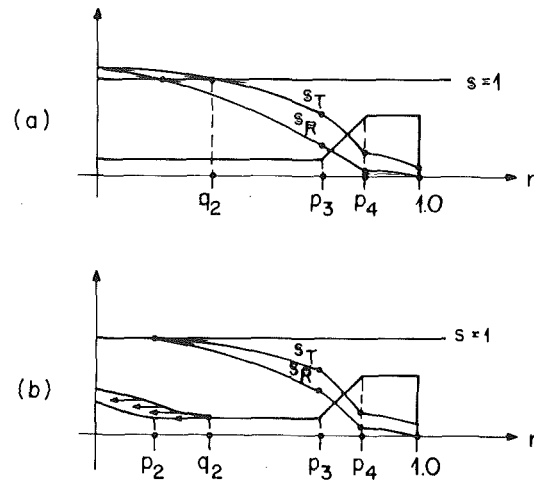 (a)
s = 1
s_T
s_R
q_2 p_3 p_4 1.0 r
(b)
s = 1
s_T
s_R
p_2 q_2 p_3 p_4 1.0 r